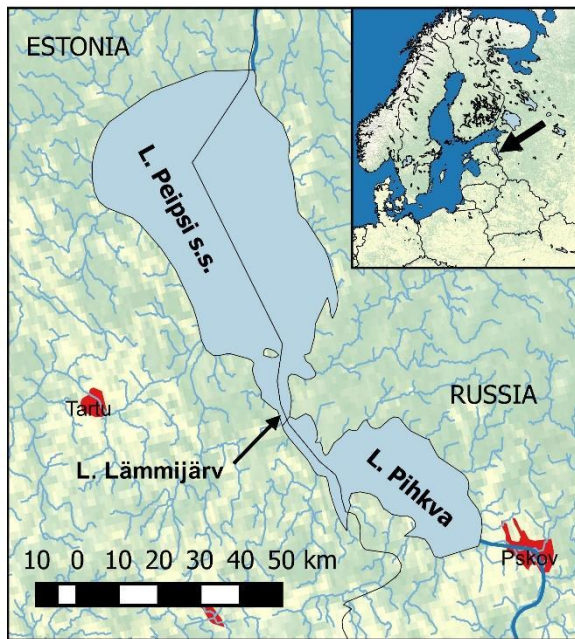 ESTONIA
L. Peipsi s.s.
Tartu
RUSSIA
L. Lämmijärv
L. Pihkva
Pskov
10 0 10 20 30 40 50 km